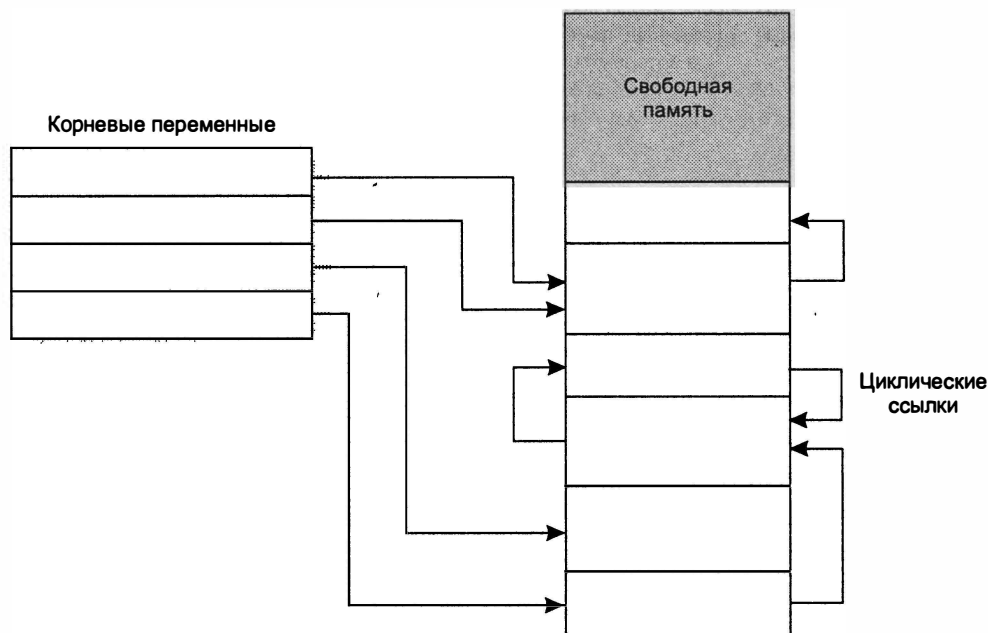 Свободная
память
Корневые переменные
Циклические
ссылки